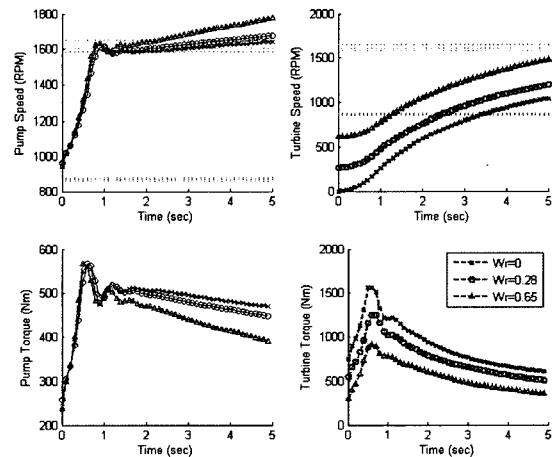 Pump Speed (RPM)
1800
1600
1400
1200
1000
800
0 1 2 3 4 5
Time (sec)
Turbine Speed (RPM)
2000
1500
1000
500
0
0 1 2 3 4 5
Time (sec)
Pump Torque (Nm)
600
500
400
300
200
0 1 2 3 4 5
Time (sec)
Turbine Torque (Nm)
2000
1500
1000
500
0
0 1 2 3 4 5
Time (sec)
Wr=0
Wr=0.28
Wr=0.65